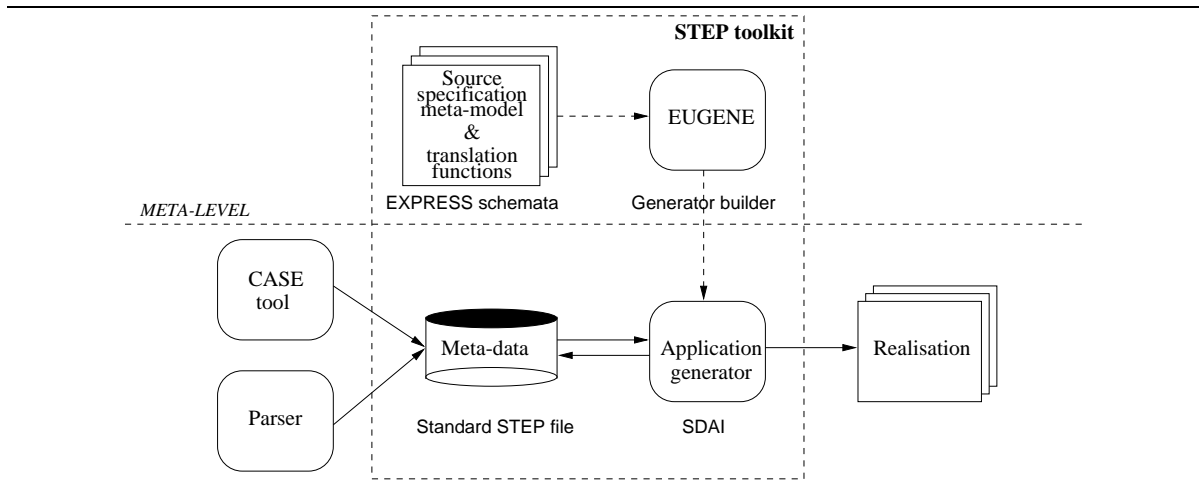 STEP toolkit
Source
specification
meta-model
&
translation
functions
EUGENE
EXPRESS schemata
Generator builder
META-LEVEL
CASE
tool
Meta-data
Application
generator
Realisation
Parser
Standard STEP file
SDAI